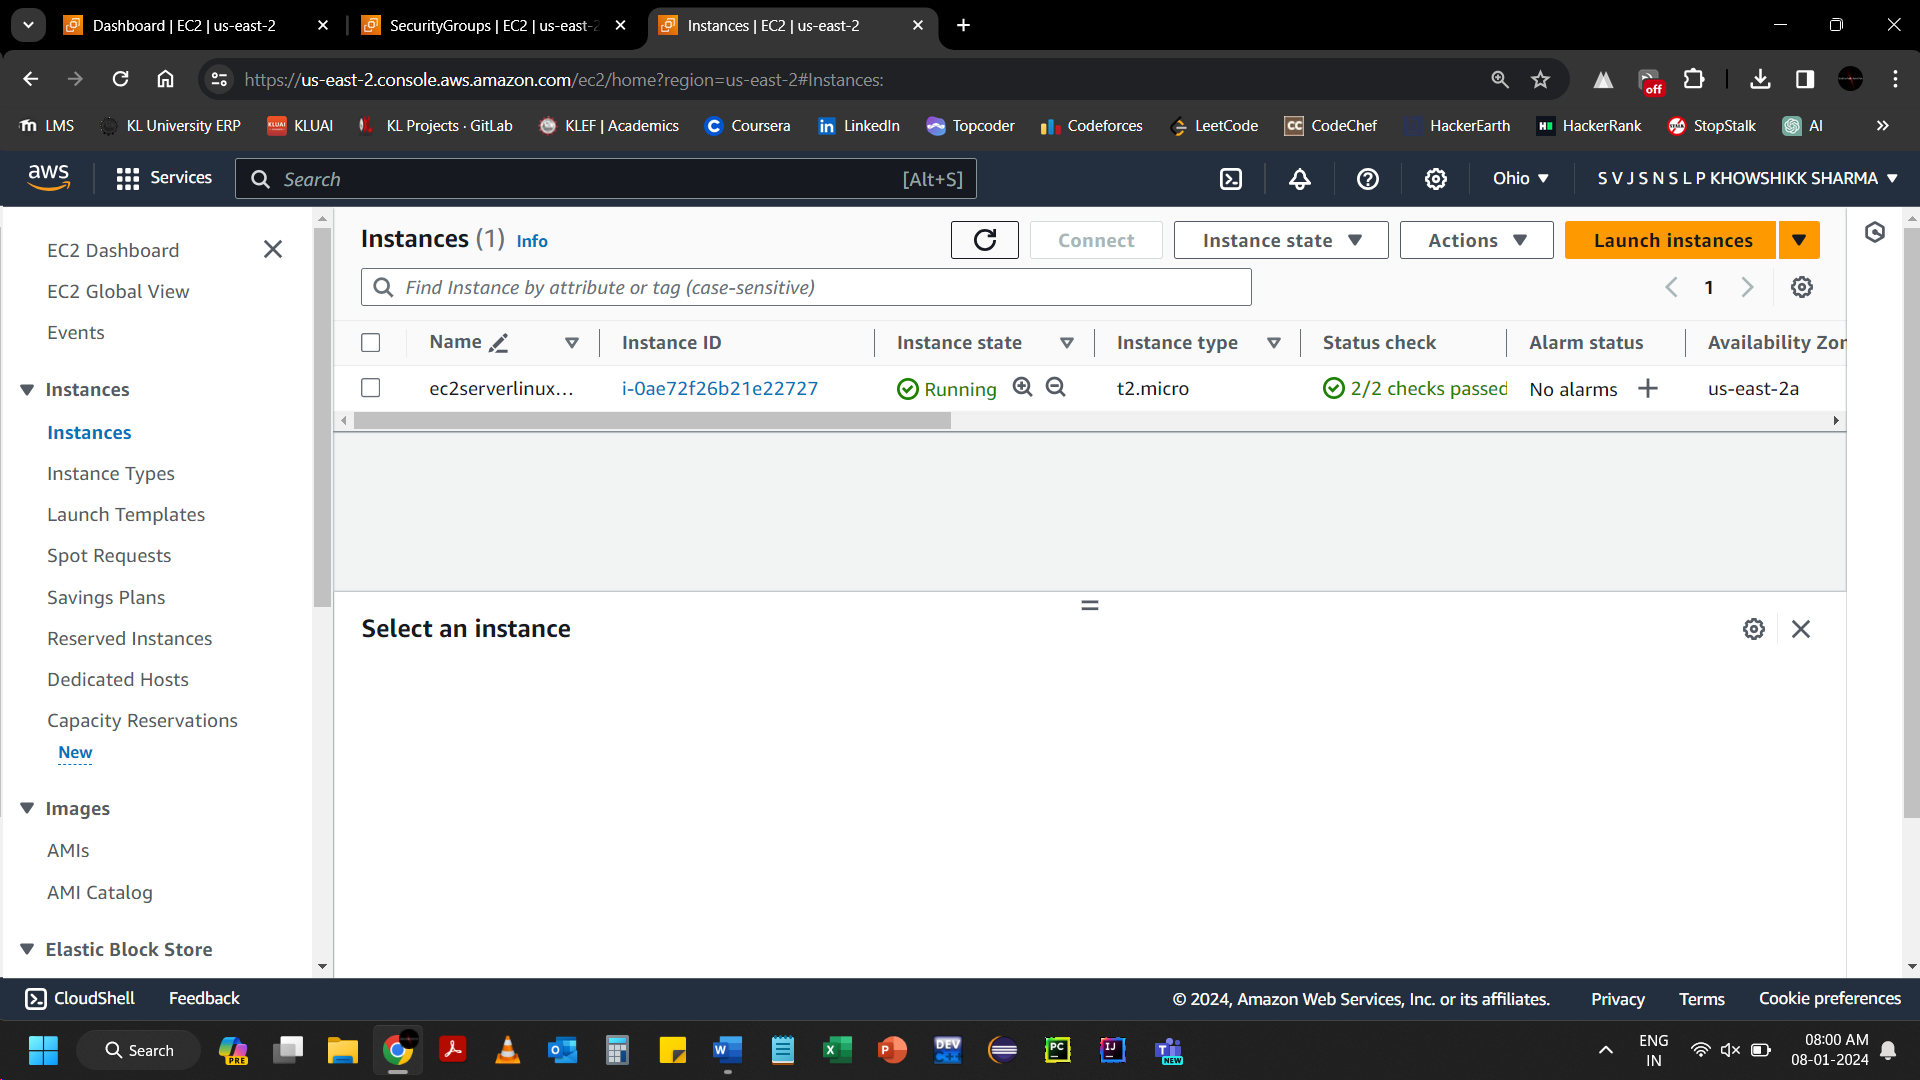 Dashboard | EC2 | us-east-2
SecurityGroups | EC2 | us-east-2
Instances | EC2 | us-east-2
https://us-east-2.console.aws.amazon.com/ec2/home?region=us-east-2#Instances:
off
LMS
KL University ERP
KLUAI
KL Projects · GitLab
KLEF | Academics
Coursera
LinkedIn
Topcoder
Codeforces
LeetCode
CodeChef
HackerEarth
HackerRank
StopStalk
AI
aws
Services
Search
[Alt+S]
Ohio
S V J S N S L P KHOWSHIKK SHARMA
EC2 Dashboard
EC2 Global View
Events
Instances
Instances
Instance Types
Launch Templates
Spot Requests
Savings Plans
Reserved Instances
Dedicated Hosts
Capacity Reservations
New
Images
AMIs
AMI Catalog
Elastic Block Store
Instances (1) Info
Connect
Instance state
Actions
Launch instances
Find Instance by attribute or tag (case-sensitive)
1
Name
Instance ID
Instance state
Instance type
Status check
Alarm status
Availability Zon
ec2serverlinux...
i-0ae72f26b21e22727
Running
t2.micro
2/2 checks passed
No alarms
us-east-2a
Select an instance
CloudShell
Feedback
© 2024, Amazon Web Services, Inc. or its affiliates.
Privacy
Terms
Cookie preferences
Search
PRE
DEV
PC
IJ
NEW
ENG
IN
08:00 AM
08-01-2024